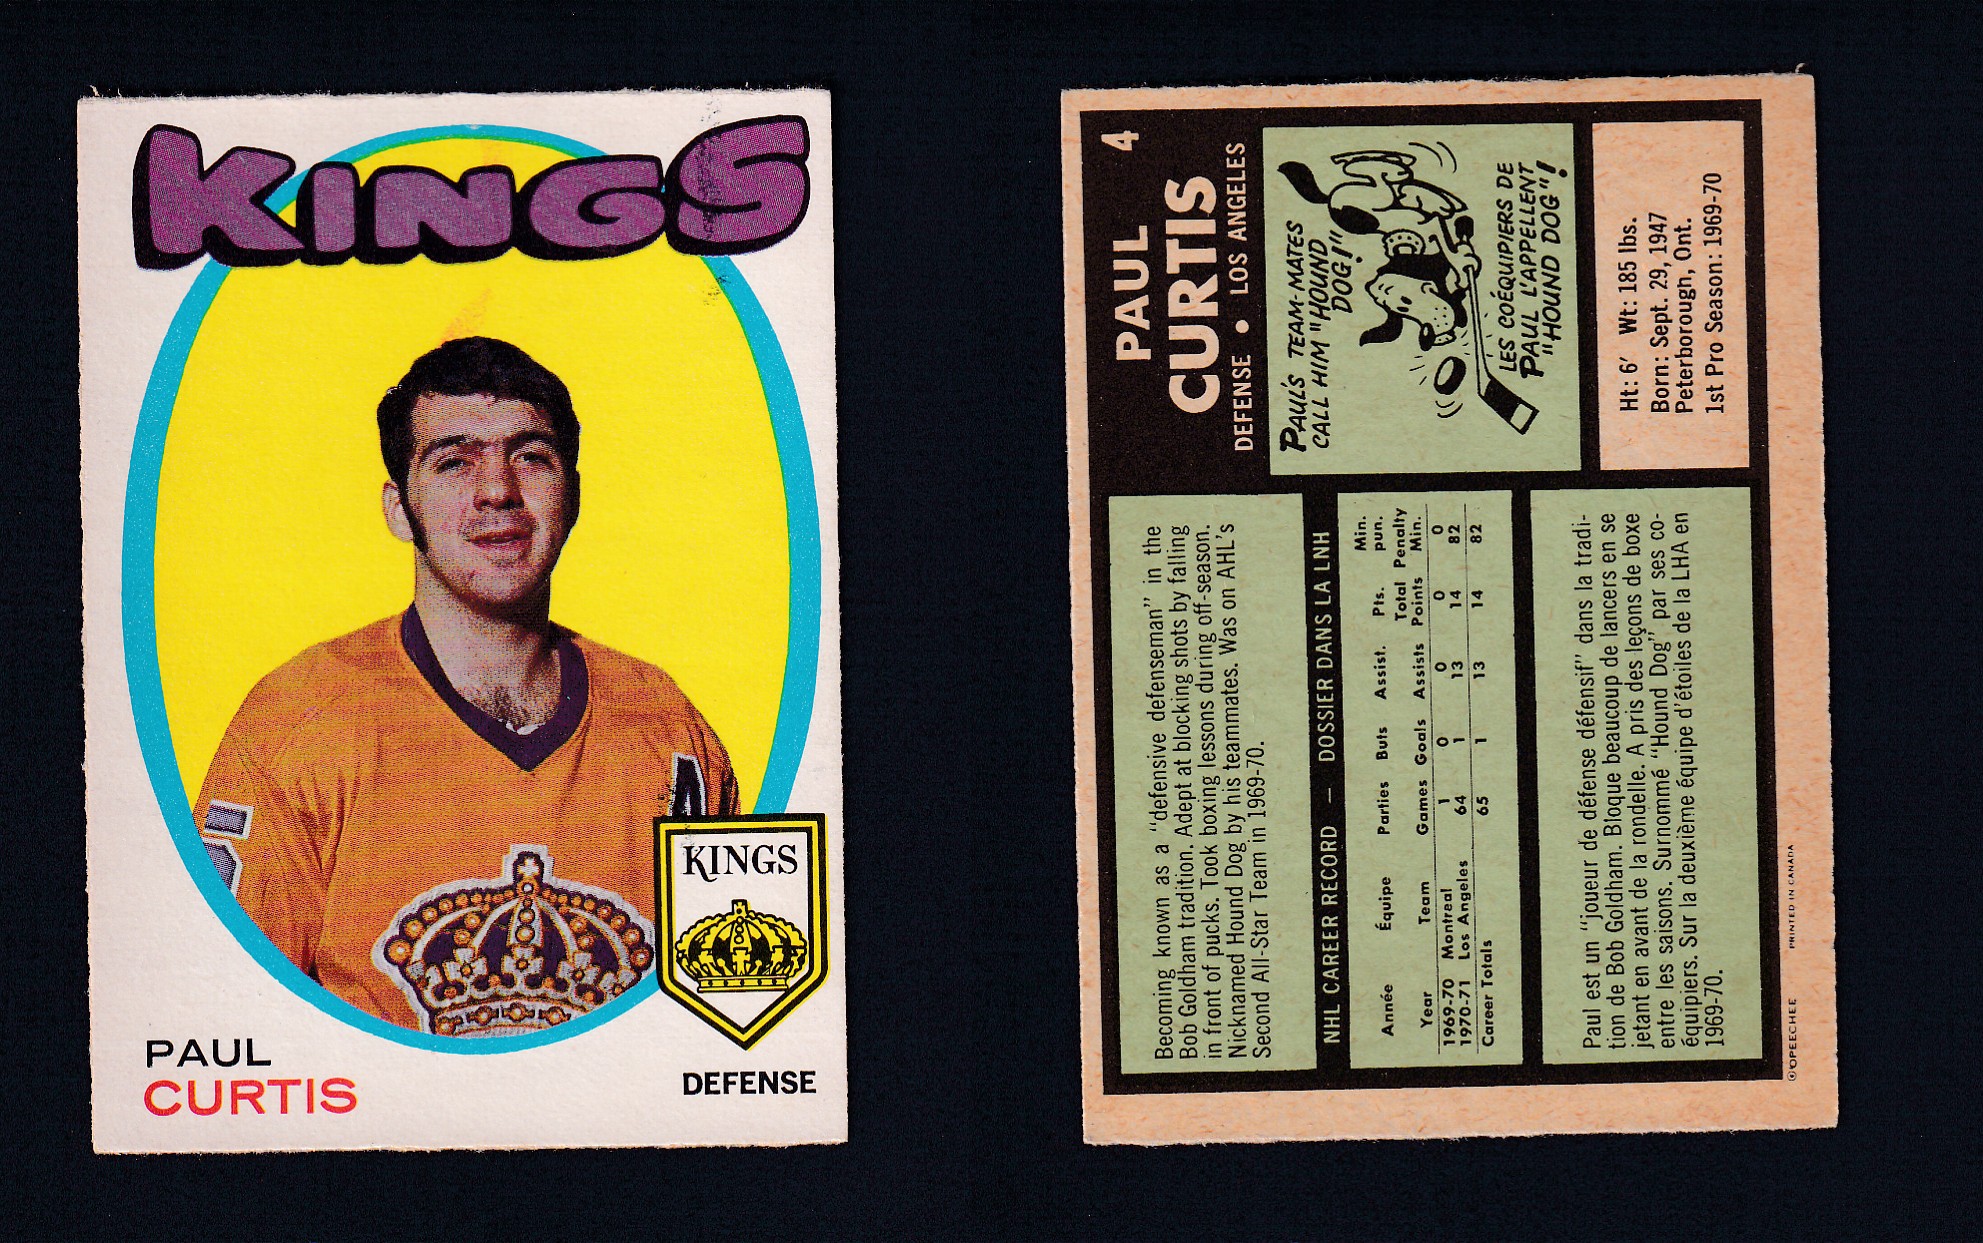 KINGS
KINGS
PAUL
CURTIS
DEFENSE
4
PAUL
CURTIS
DEFENSE • LOS ANGELES
PAUL'S TEAM-MATES
CALL HIM "HOUND
DOG!"
LES COÉQUIPIERS DE
PAUL L'APPELLENT
"HOUND DOG"!
Ht: 6' Wt: 185 lbs.
Born: Sept. 29, 1947
Peterborough, Ont.
1st Pro Season: 1969-70
Becoming known as a "defensive defenseman" in the
Bob Goldham tradition. Adept at blocking shots by falling
in front of pucks. Took boxing lessons during off-season.
Nicknamed Hound Dog by his teammates. Was on AHL's
Second All-Star Team in 1969-70.
NHL CAREER RECORD — DOSSIER DANS LA LNH
Année Équipe Parties Buts Assist. Pts. Min. pun.
Year Team Games Goals Assists Total Points Penalty Min.
1969-70 Montreal 1 0 0 0 0
1970-71 Los Angeles 64 1 13 14 82
Career Totals 65 1 13 14 82
Paul est un "joueur de défense défensif" dans la tradi-
tion de Bob Goldham. Bloque beaucoup de lancers en se
jetant en avant de la rondelle. A pris des leçons de boxe
entre les saisons. Surnommé "Hound Dog" par ses co-
équipiers. Sur la deuxième équipe d'étoiles de la LHA en
1969-70.
©OPEECHEE PRINTED IN CANADA